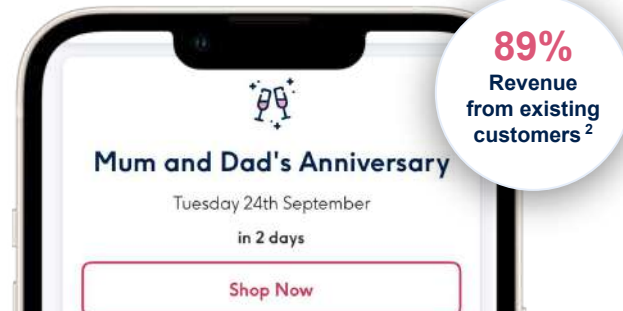 89%
Revenue
from existing
customers 2
Mum and Dad's Anniversary
Tuesday 24th September
in 2 days
Shop Now